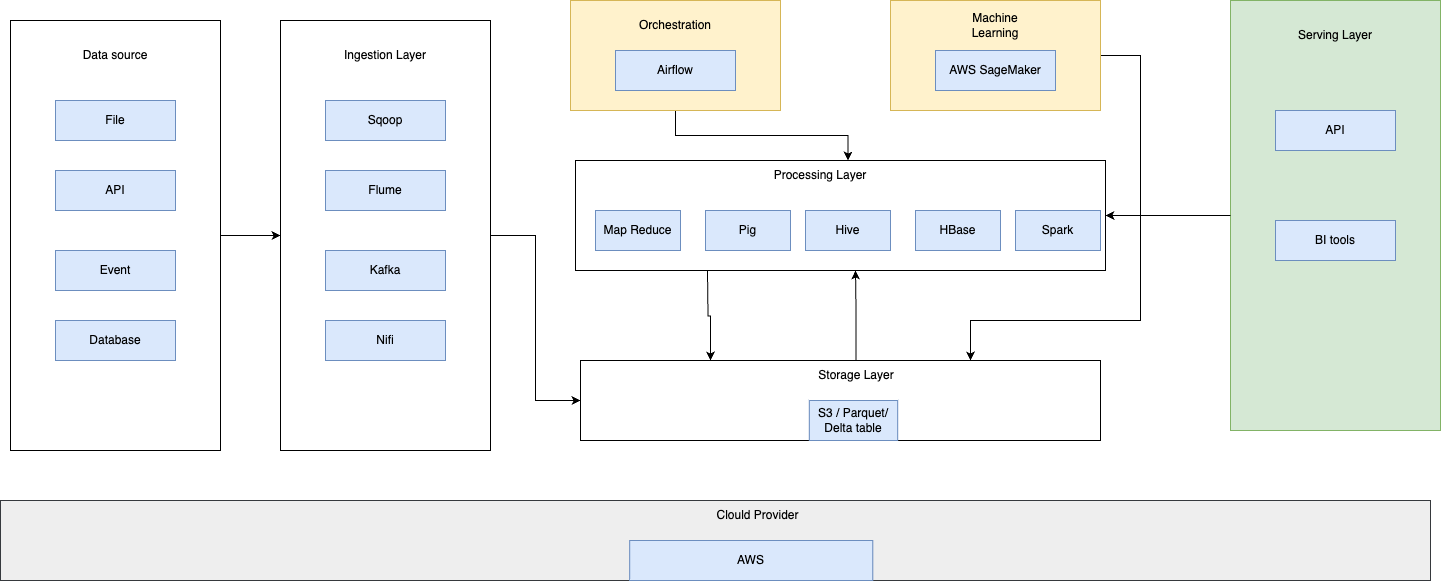 Data source
File
API
Event
Database
Ingestion Layer
Sqoop
Flume
Kafka
Nifi
Orchestration
Airflow
Machine
Learning
AWS SageMaker
Processing Layer
Map Reduce
Pig
Hive
HBase
Spark
Storage Layer
S3 / Parquet/
Delta table
Serving Layer
API
BI tools
Clould Provider
AWS